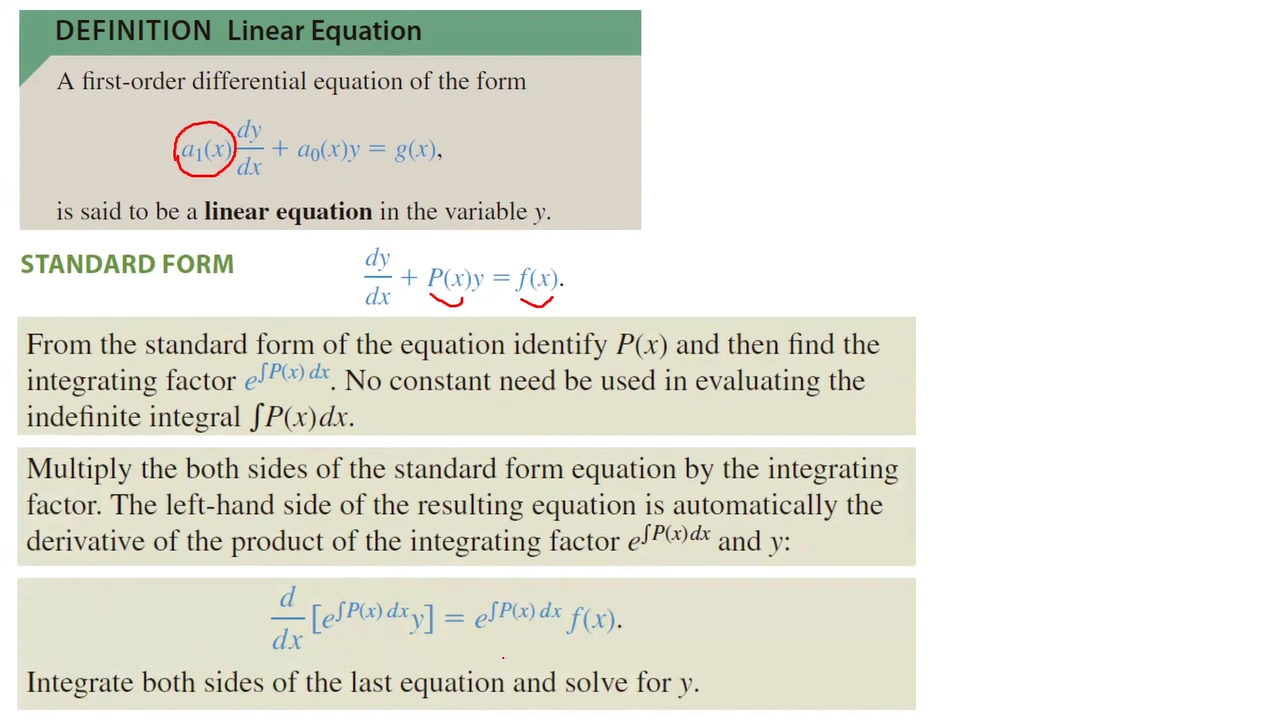 DEFINITION Linear Equation
A first-order differential equation of the form
a₁(x) dy/dx + a₀(x)y = g(x),
is said to be a linear equation in the variable y.
STANDARD FORM dy/dx + P(x)y = f(x).
From the standard form of the equation identify P(x) and then find the
integrating factor e^∫P(x) dx. No constant need be used in evaluating the
indefinite integral ∫P(x)dx.
Multiply the both sides of the standard form equation by the integrating
factor. The left-hand side of the resulting equation is automatically the
derivative of the product of the integrating factor e^∫P(x)dx and y:
d/dx [e^∫P(x) dx y] = e^∫P(x) dx f(x).
Integrate both sides of the last equation and solve for y.